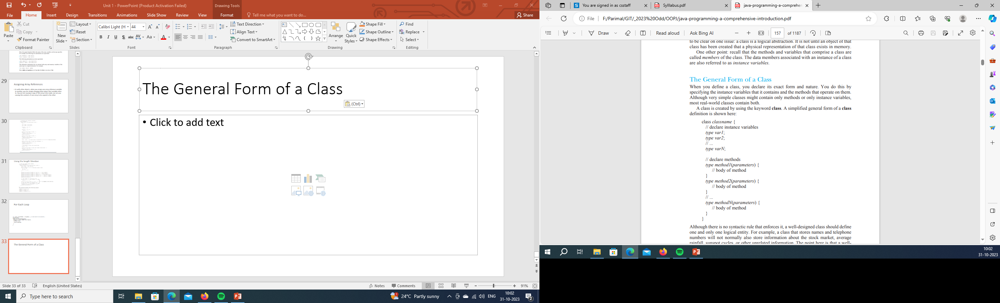 Unit 1 - PowerPoint (Product Activation Failed)
Drawing Tools
File
Home
Insert
Design
Transitions
Animations
Slide Show
Review
View
Format
Tell me what you want to do...
Share
Paste
Cut
Copy
Format Painter
Clipboard
New
Slide
Layout
Reset
Section
Slides
Calibri Light (H
44
Font
Text Direction
Align Text
Convert to SmartArt
Paragraph
Arrange
Quick
Styles
Shape Fill
Shape Outline
Shape Effects
Drawing
Find
Replace
Select
Editing
29
Assigning Array References
30
31
Using the length Member
32
For-Each Loop
33
The General Form of a Class
The General Form of a Class
(Ctrl)
• Click to add text
Slide 33 of 33
English (United States)
Notes
Comments
91%
Type here to search
24°C Partly sunny
ENG
10:02
31-10-2023
2
You are signed in as csstaff
Sylllabus.pdf
java-programming-a-comprehen
File
F:/Parimal/GIT/_2023%20Odd/OOPJ/java-programming-a-comprehensive-introduction.pdf
Draw
Read aloud
Ask Bing AI
157 of 1187
to be clear on one issue: a class is a logical abstraction. It is not until an object of that
class has been created that a physical representation of that class exists in memory.
One other point: recall that the methods and variables that comprise a class are
called members of the class. The data members associated with an instance of a class
are also referred to as instance variables.
The General Form of a Class
When you define a class, you declare its exact form and nature. You do this by
specifying the instance variables that it contains and the methods that operate on them.
Although very simple classes might contain only methods or only instance variables,
most real-world classes contain both.
A class is created by using the keyword class. A simplified general form of a class
definition is shown here:
class classname {
// declare instance variables
type var1;
type var2;
// ...
type varN;
// declare methods
type method1(parameters) {
// body of method
}
type method2(parameters) {
// body of method
}
// ...
type methodN(parameters) {
// body of method
}
}
Although there is no syntactic rule that enforces it, a well-designed class should define
one and only one logical entity. For example, a class that stores names and telephone
numbers will not normally also store information about the stock market, average
rainfall, sunspot cycles, or other unrelated information. The point here is that a well-
10:02
31-10-2023